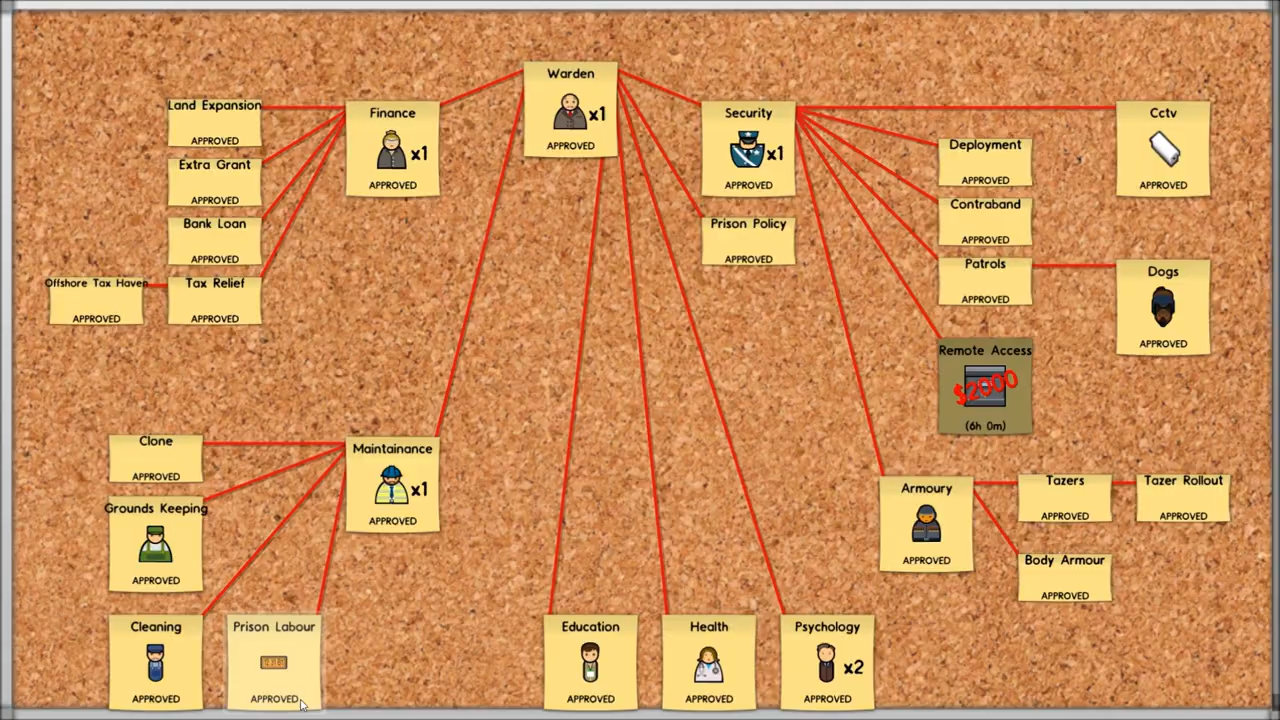 Warden
x1
APPROVED
Land Expansion
APPROVED
Extra Grant
APPROVED
Bank Loan
APPROVED
Offshore Tax Haven
APPROVED
Tax Relief
APPROVED
Finance
x1
APPROVED
Security
x1
APPROVED
Prison Policy
APPROVED
Deployment
APPROVED
Contraband
APPROVED
Patrols
APPROVED
Cctv
APPROVED
Dogs
APPROVED
Remote Access
$2000
(6h 0m)
Clone
APPROVED
Grounds Keeping
APPROVED
Maintainance
x1
APPROVED
Cleaning
APPROVED
Prison Labour
APPROVED
Education
APPROVED
Health
APPROVED
Psychology
x2
APPROVED
Armoury
APPROVED
Tazers
APPROVED
Tazer Rollout
APPROVED
Body Armour
APPROVED